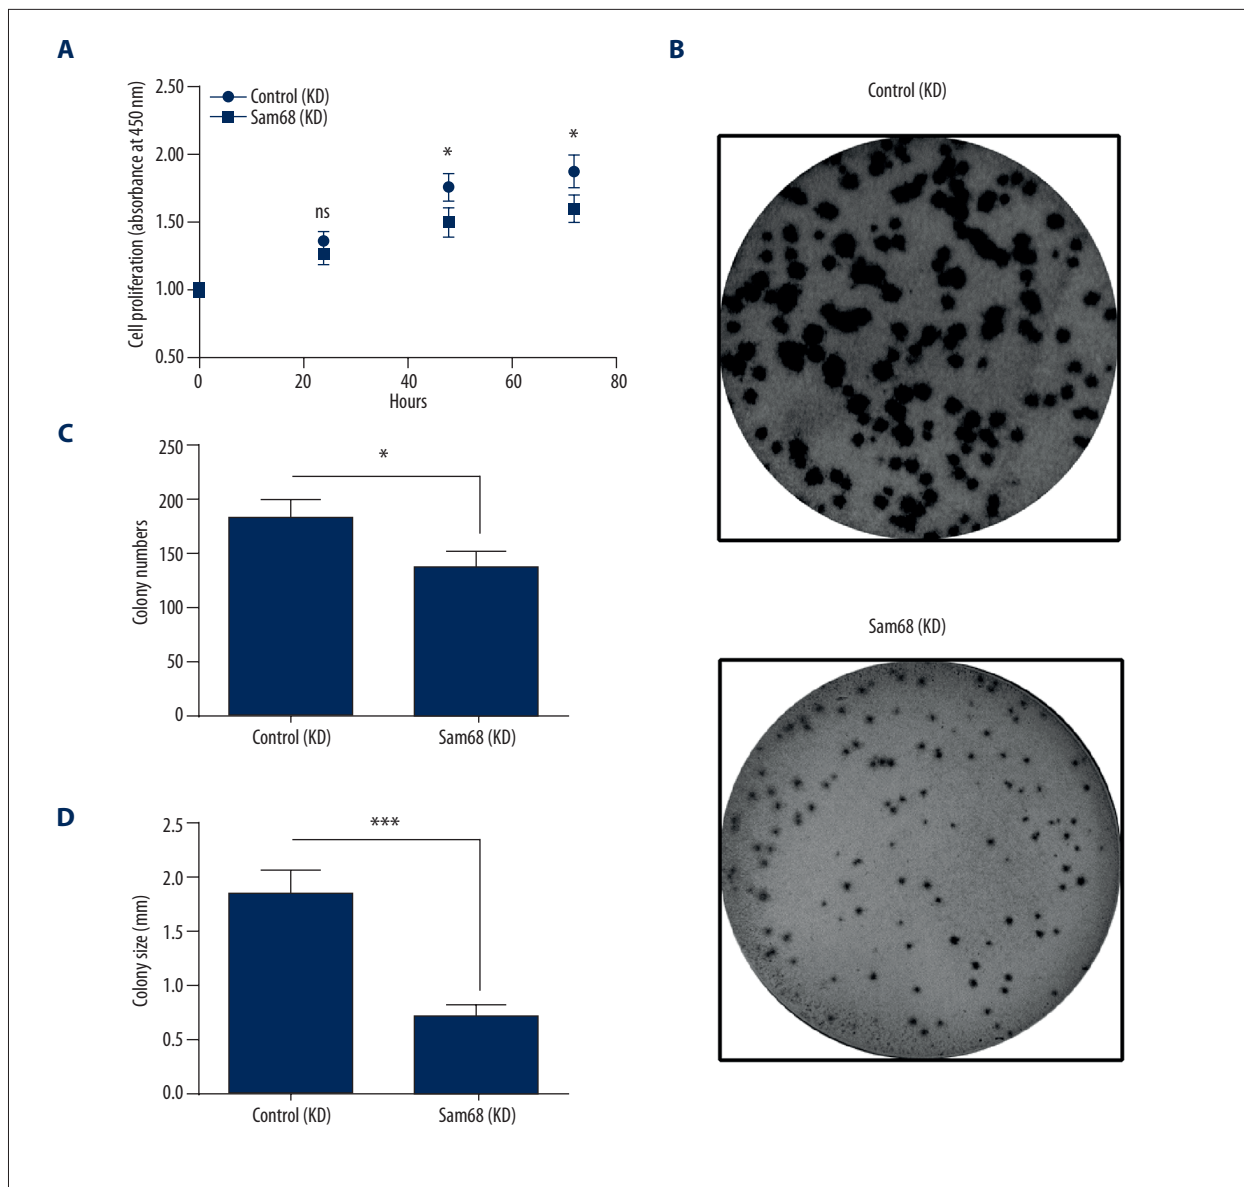 A
Cell proliferation (absorbance at 450 nm)
2.50
2.00
1.50
1.00
0.50
Control (KD)
Sam68 (KD)
ns
*
*
0
20
40
60
80
Hours
B
Control (KD)
Sam68 (KD)
C
Colony numbers
250
200
150
100
50
0
*
Control (KD)
Sam68 (KD)
D
Colony size (mm)
2.5
2.0
1.5
1.0
0.5
0.0
***
Control (KD)
Sam68 (KD)